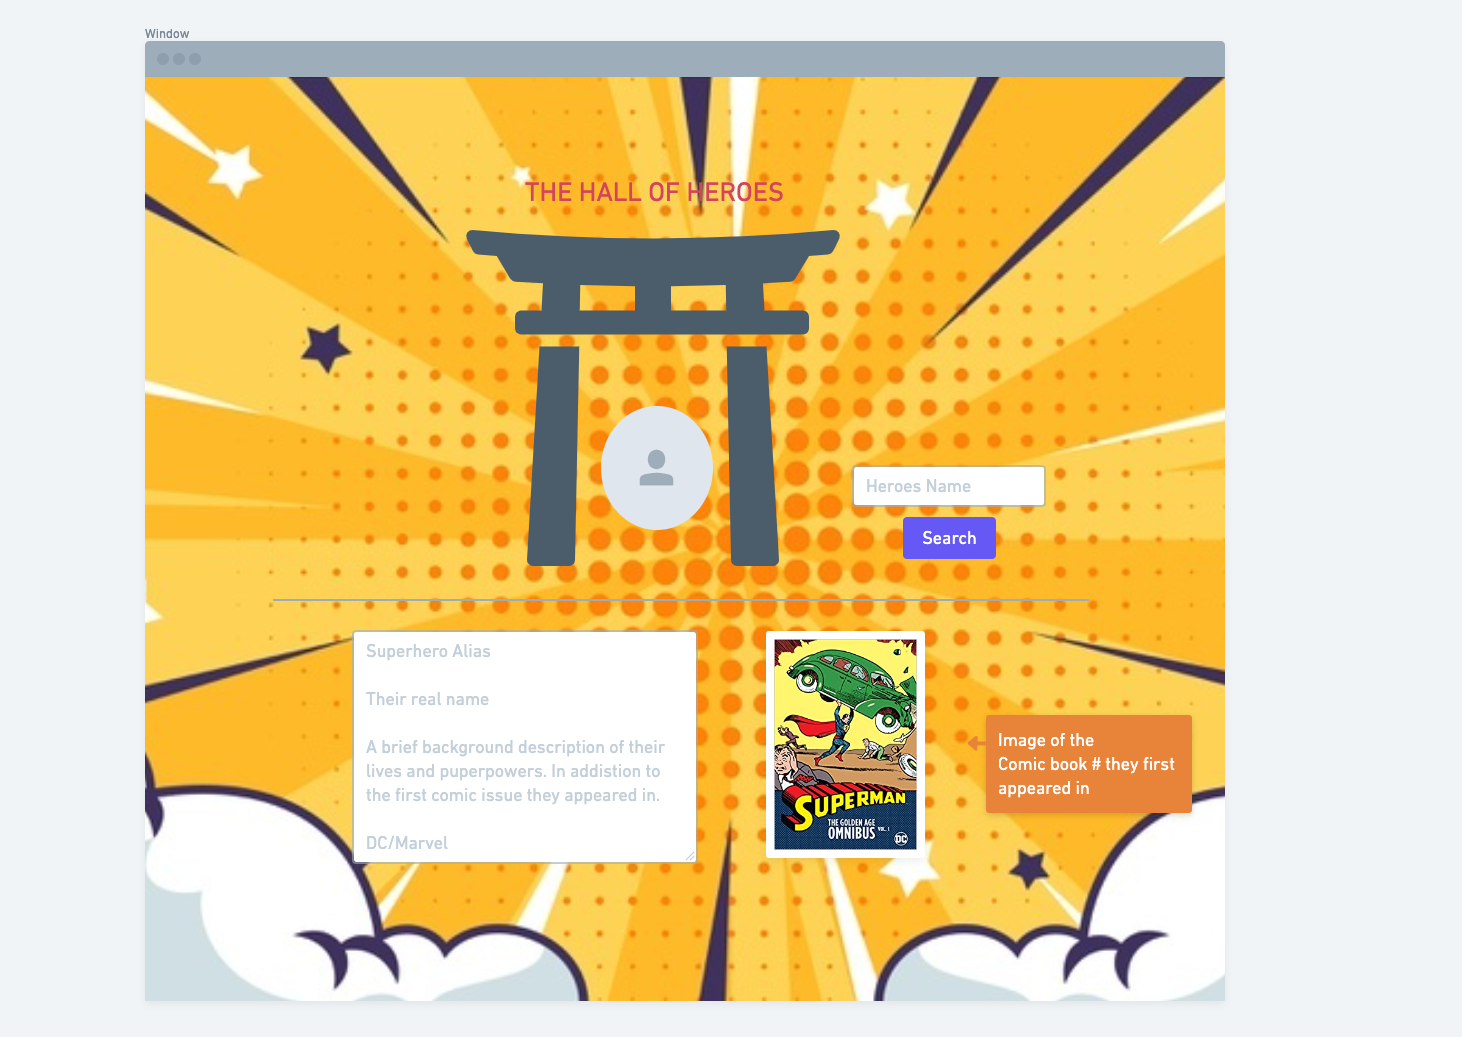 Window
THE HALL OF HEROES
Heroes Name
Search
Superhero Alias
Their real name
A brief background description of their
lives and puperpowers. In addistion to
the first comic issue they appeared in.
DC/Marvel
SUPERMAN
THE GOLDEN AGE
OMNIBUS VOL. 1
DC
Image of the
Comic book # they first
appeared in